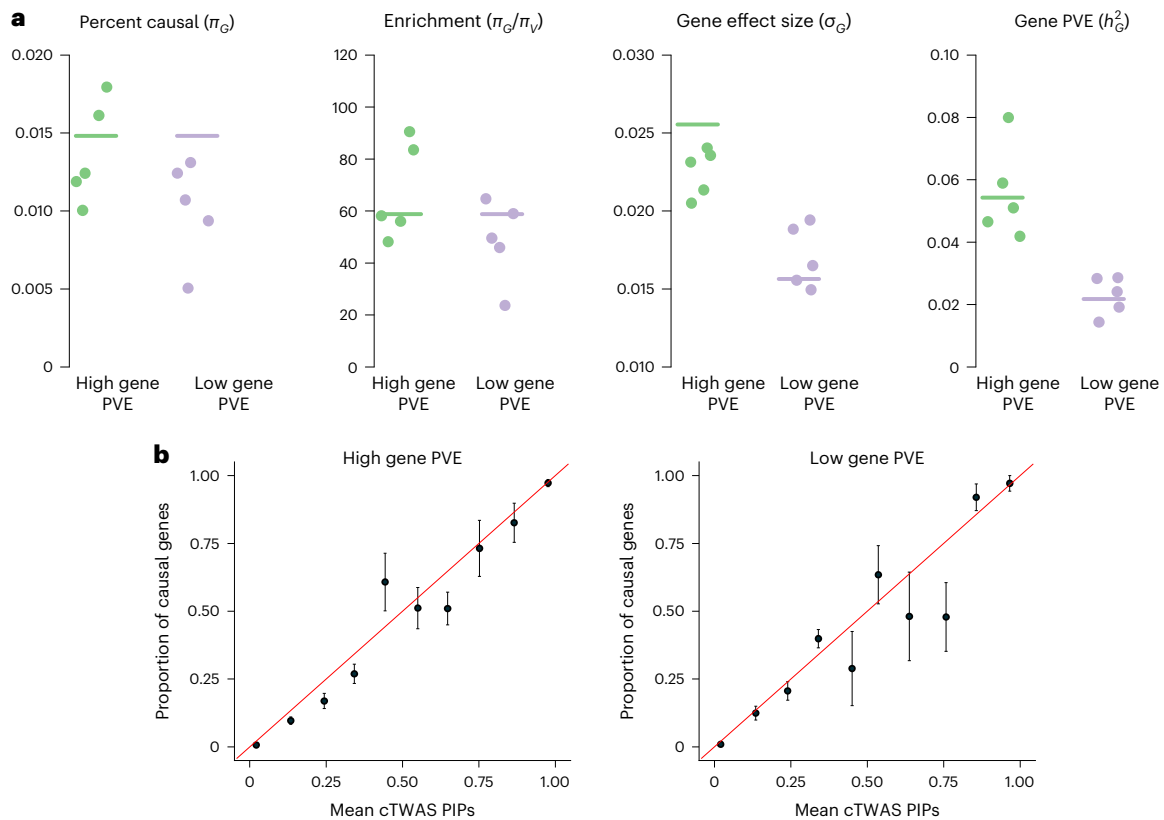 a
Percent causal (πG)
Enrichment (πG/πV)
Gene effect size (σG)
Gene PVE (h²G)
0.020
0.015
0.010
0.005
0
High gene
PVE
Low gene
PVE
120
100
80
60
40
20
0
High gene
PVE
Low gene
PVE
0.030
0.025
0.020
0.015
0.010
High gene
PVE
Low gene
PVE
0.10
0.08
0.06
0.04
0.02
0
High gene
PVE
Low gene
PVE
b
High gene PVE
Proportion of causal genes
1.00
0.75
0.50
0.25
0
0 0.25 0.50 0.75 1.00
Mean cTWAS PIPs
Low gene PVE
Proportion of causal genes
1.00
0.75
0.50
0.25
0
0 0.25 0.50 0.75 1.00
Mean cTWAS PIPs